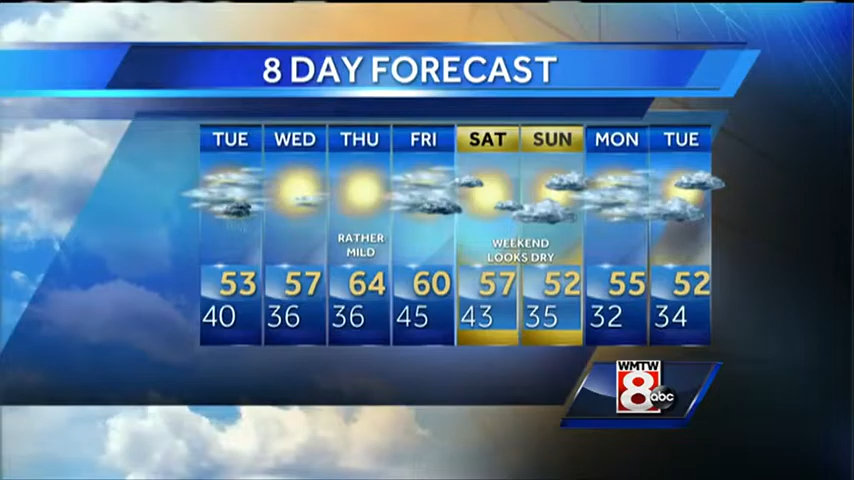 8 DAY FORECAST
TUE WED THU FRI SAT SUN MON TUE
RATHER
MILD
WEEKEND
LOOKS DRY
53 57 64 60 57 52 55 52
40 36 36 45 43 35 32 34
WMTW
8
abc